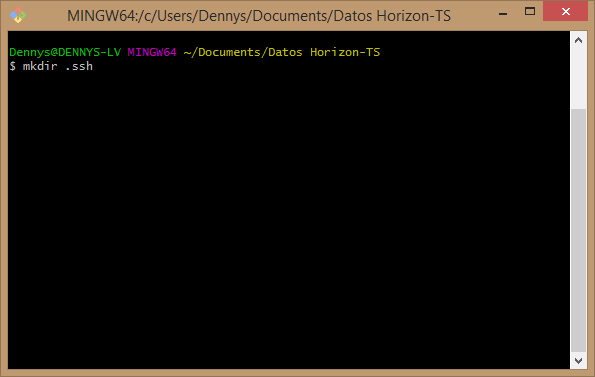 MINGW64:/c/Users/Dennys/Documents/Datos Horizon-TS
Dennys@DENNYS-LV MINGW64 ~/Documents/Datos Horizon-TS
$ mkdir .ssh